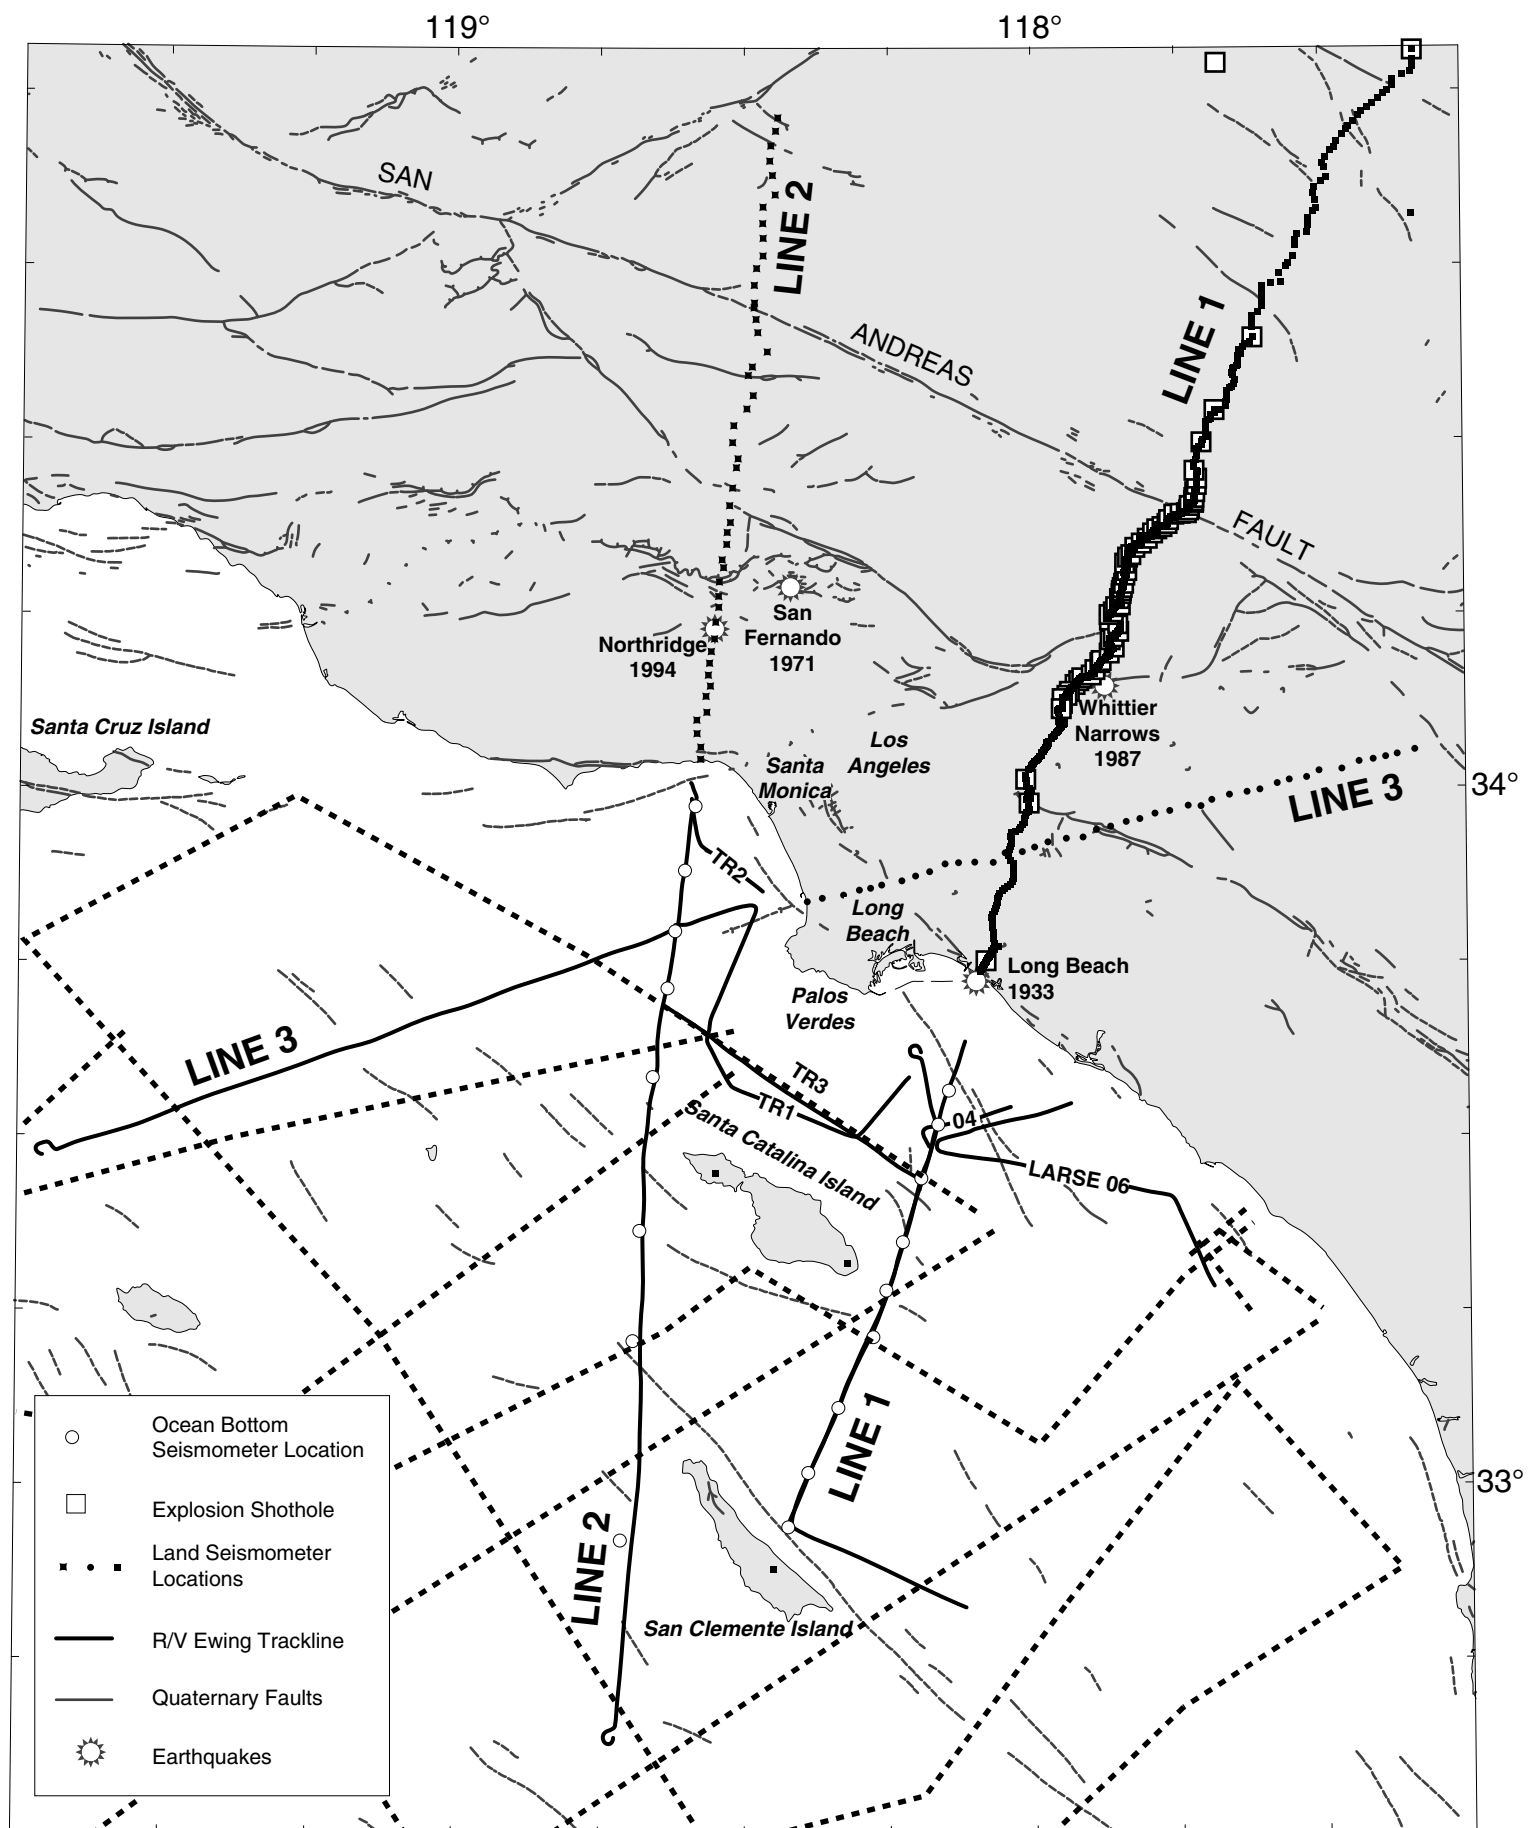 119°
118°
SAN
LINE 2
ANDREAS
LINE 1
FAULT
San
Fernando
1971
Northridge
1994
Whittier
Narrows
1987
Santa Cruz Island
Los
Angeles
Santa
Monica
34°
LINE 3
TR2
Long
Beach
Long Beach
1933
Palos
Verdes
LINE 3
TR3
TR1
04
Santa Catalina Island
LARSE 06
LINE 1
33°
LINE 2
San Clemente Island
Ocean Bottom
Seismometer Location
Explosion Shothole
Land Seismometer
Locations
R/V Ewing Trackline
Quaternary Faults
Earthquakes